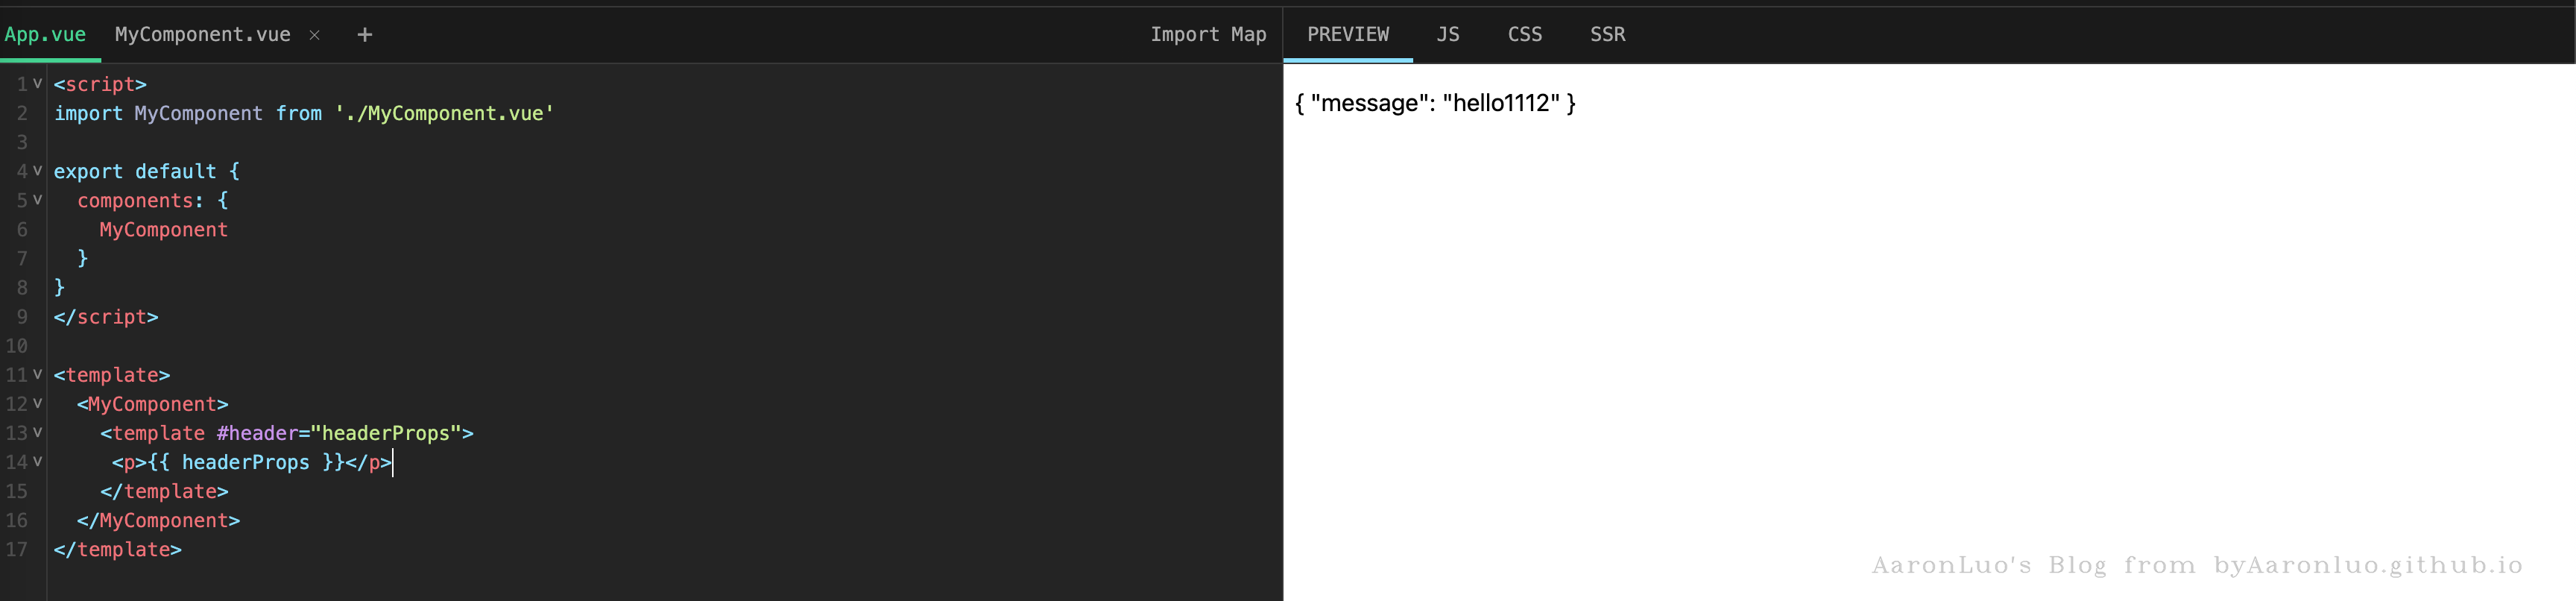 App.vue MyComponent.vue × + Import Map
PREVIEW JS CSS SSR
1 <script>
2 import MyComponent from './MyComponent.vue'
3
4 export default {
5   components: {
6     MyComponent
7   }
8 }
9 </script>
10
11 <template>
12   <MyComponent>
13     <template #header="headerProps">
14      <p>{{ headerProps }}</p>
15     </template>
16   </MyComponent>
17 </template>
{ "message": "hello1112" }
AaronLuo's Blog from byAaronluo.github.io